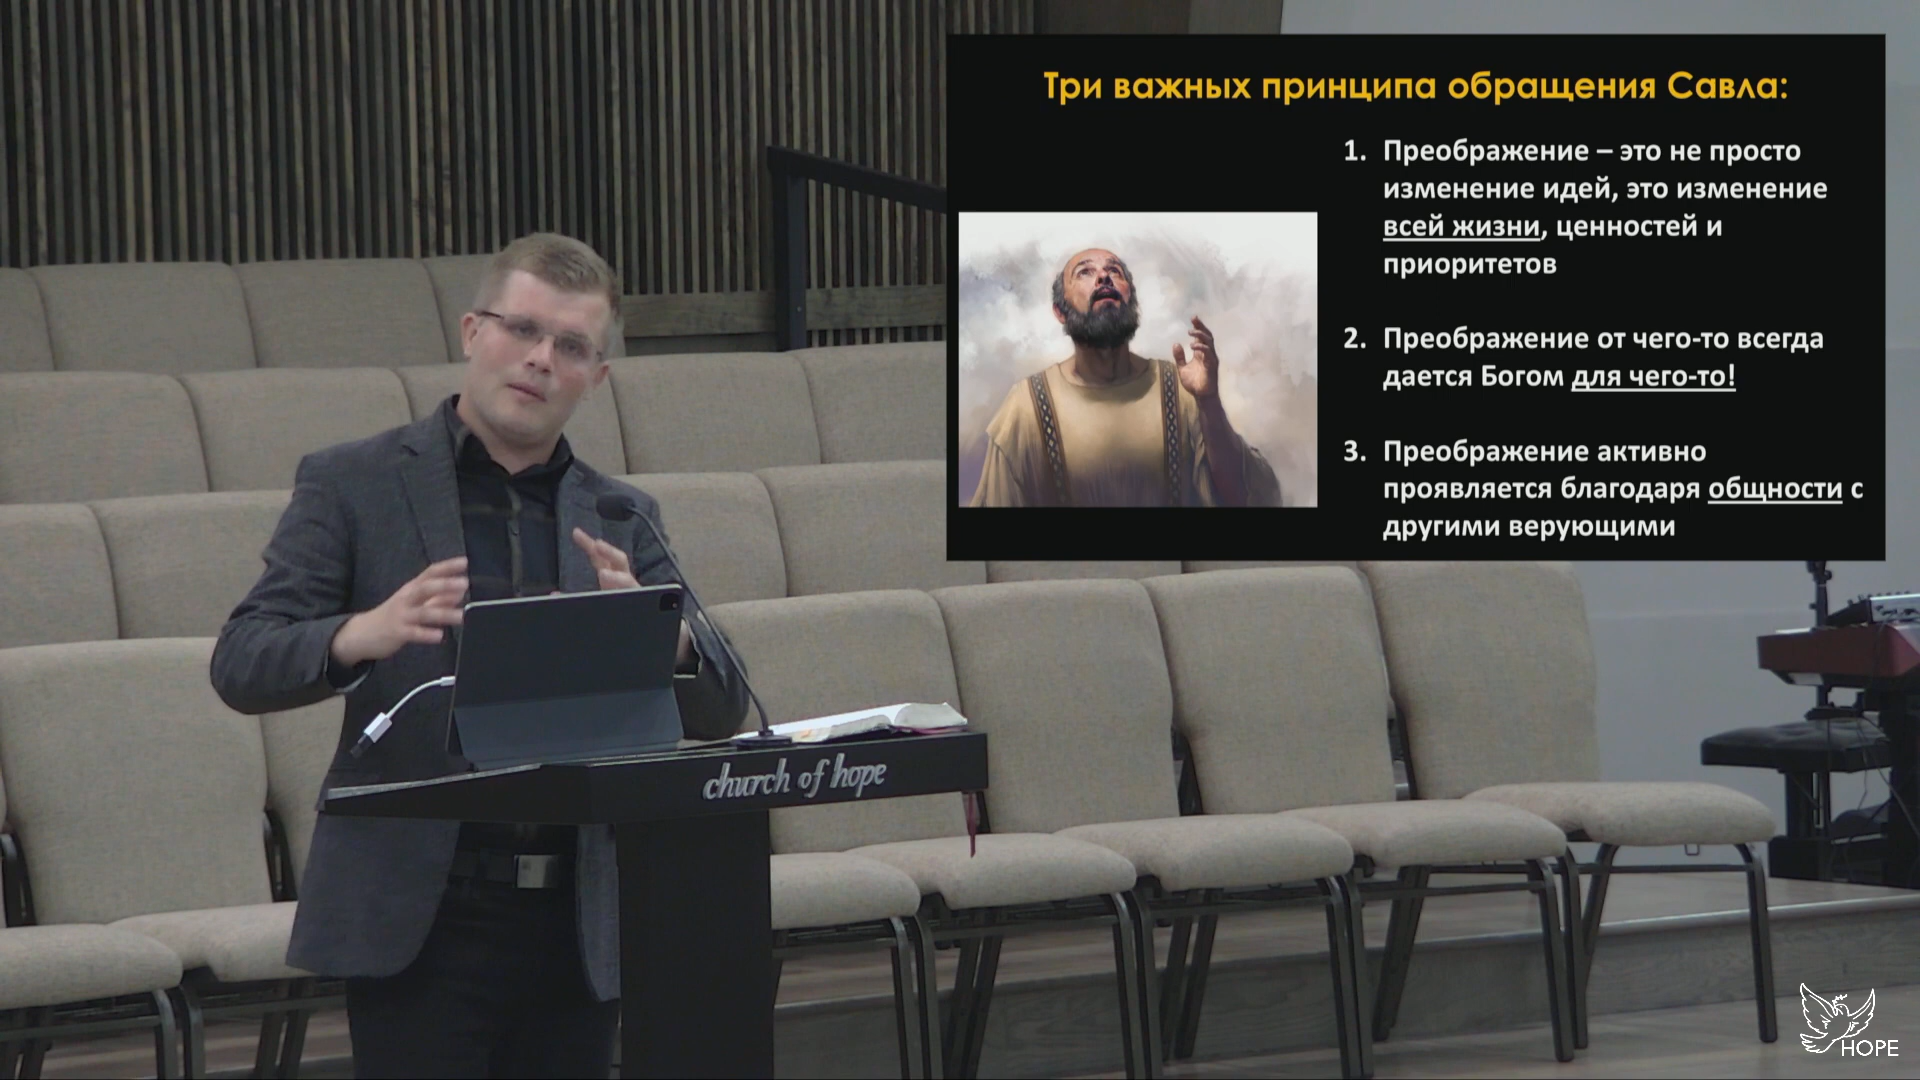 Три важных принципа обращения Савла:
1. Преображение – это не просто
изменение идей, это изменение
всей жизни, ценностей и
приоритетов
2. Преображение от чего-то всегда
дается Богом для чего-то!
3. Преображение активно
проявляется благодаря общности с
другими верующими
church of hope
HOPE